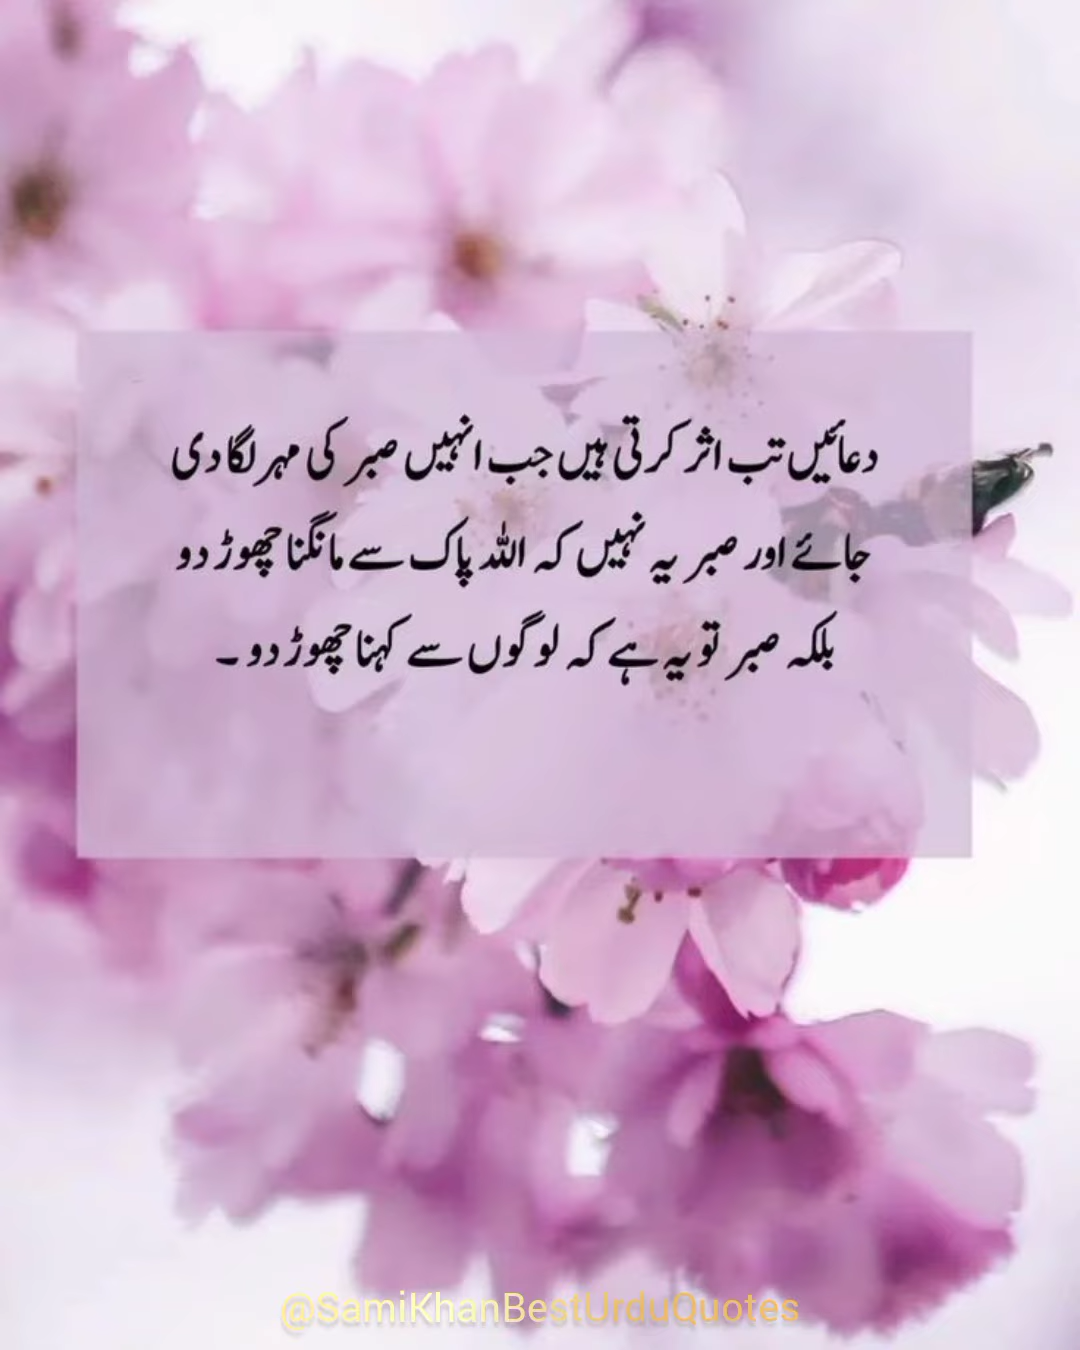 دعائیں تب اثر کرتی ہیں جب انہیں صبر کی مہر لگا دی
جائے اور صبر یہ نہیں کہ اللہ پاک سے مانگنا چھوڑ دو
بلکہ صبر تو یہ ہے کہ لوگوں سے کہنا چھوڑ دو ۔
@SamiKhanBestUrduQuotes